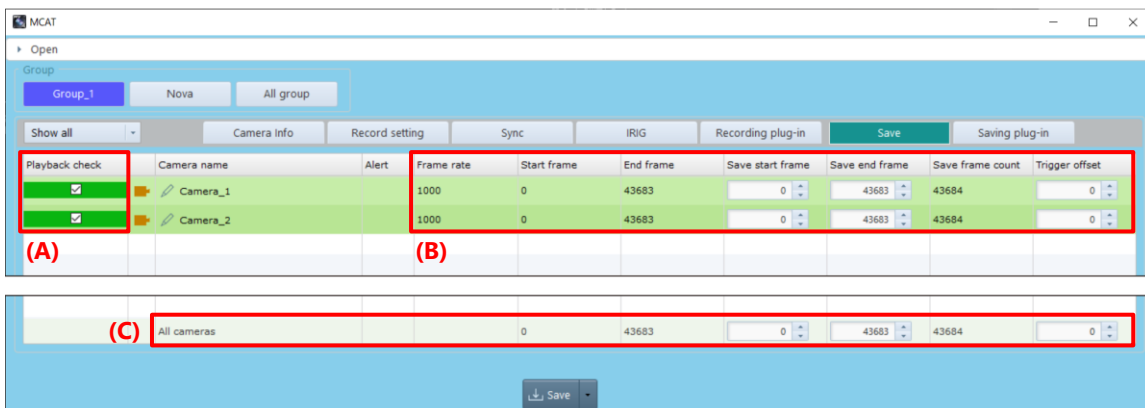 MCAT
Open
Group
Group_1 Nova All group
Show all Camera Info Record setting Sync IRIG Recording plug-in Save Saving plug-in
Playback check Camera name Alert Frame rate Start frame End frame Save start frame Save end frame Save frame count Trigger offset
Camera_1 1000 0 43683 0 43683 43684 0
Camera_2 1000 0 43683 0 43683 43684 0
(A) (B)
(C) All cameras 0 43683 0 43683 43684 0
Save